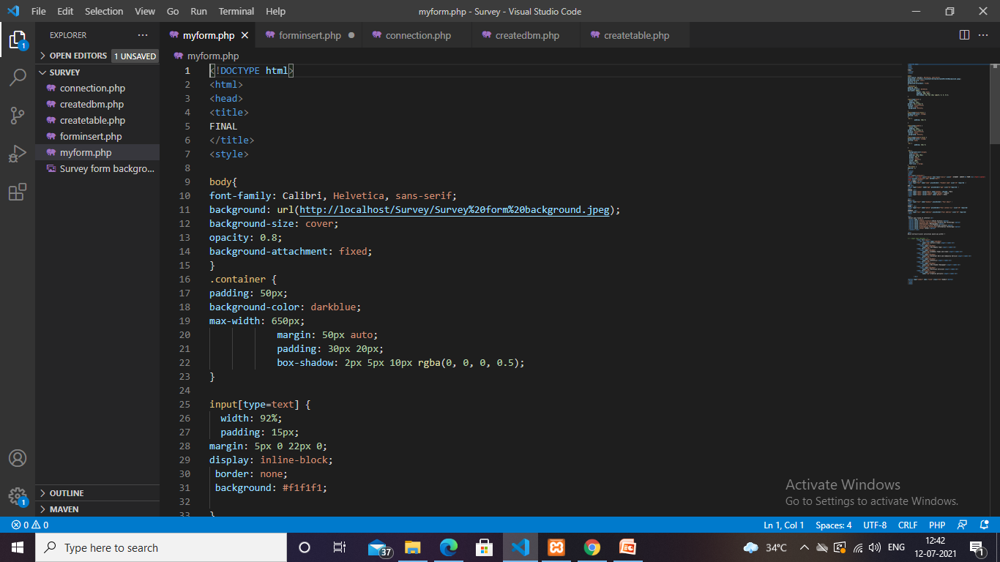 File Edit Selection View Go Run Terminal Help
myform.php - Survey - Visual Studio Code
EXPLORER
OPEN EDITORS 1 UNSAVED
SURVEY
connection.php
createdbm.php
createtable.php
forminsert.php
myform.php
Survey form backgro...
OUTLINE
MAVEN
1
1
myform.php forminsert.php connection.php createdbm.php createtable.php
myform.php
1 <!DOCTYPE html>
2 <html>
3 <head>
4 <title>
5 FINAL
6 </title>
7 <style>
8
9 body{
10 font-family: Calibri, Helvetica, sans-serif;
11 background: url(http://localhost/Survey/Survey%20form%20background.jpeg);
12 background-size: cover;
13 opacity: 0.8;
14 background-attachment: fixed;
15 }
16 .container {
17 padding: 50px;
18 background-color: darkblue;
19 max-width: 650px;
20 margin: 50px auto;
21 padding: 30px 20px;
22 box-shadow: 2px 5px 10px rgba(0, 0, 0, 0.5);
23 }
24
25 input[type=text] {
26 width: 92%;
27 padding: 15px;
28 margin: 5px 0 22px 0;
29 display: inline-block;
30 border: none;
31 background: #f1f1f1;
32
33 }
Activate Windows
Go to Settings to activate Windows.
0 0 Ln 1, Col 1 Spaces: 4 UTF-8 CRLF PHP
Type here to search
37
34°C ENG
12:42
12-07-2021
1